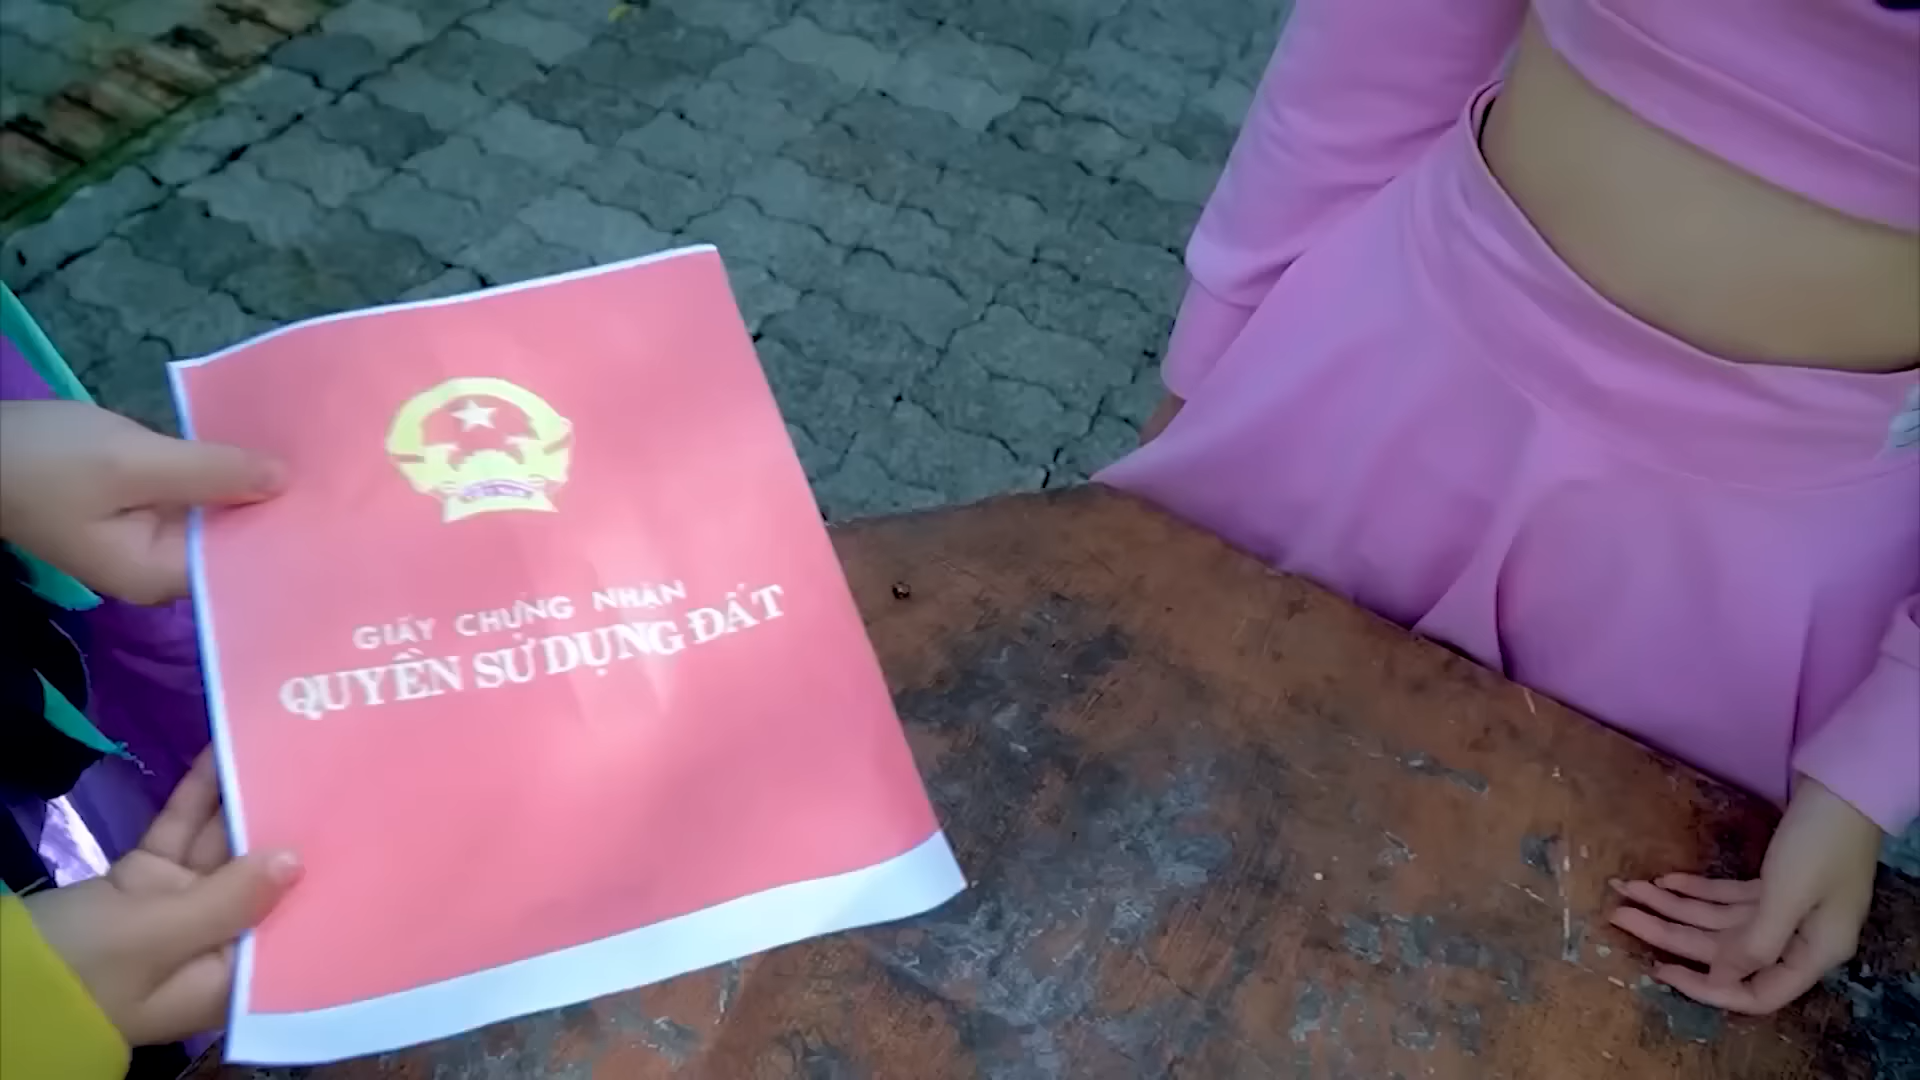 GIẤY CHỨNG NHẬN
QUYỀN SỬ DỤNG ĐẤT